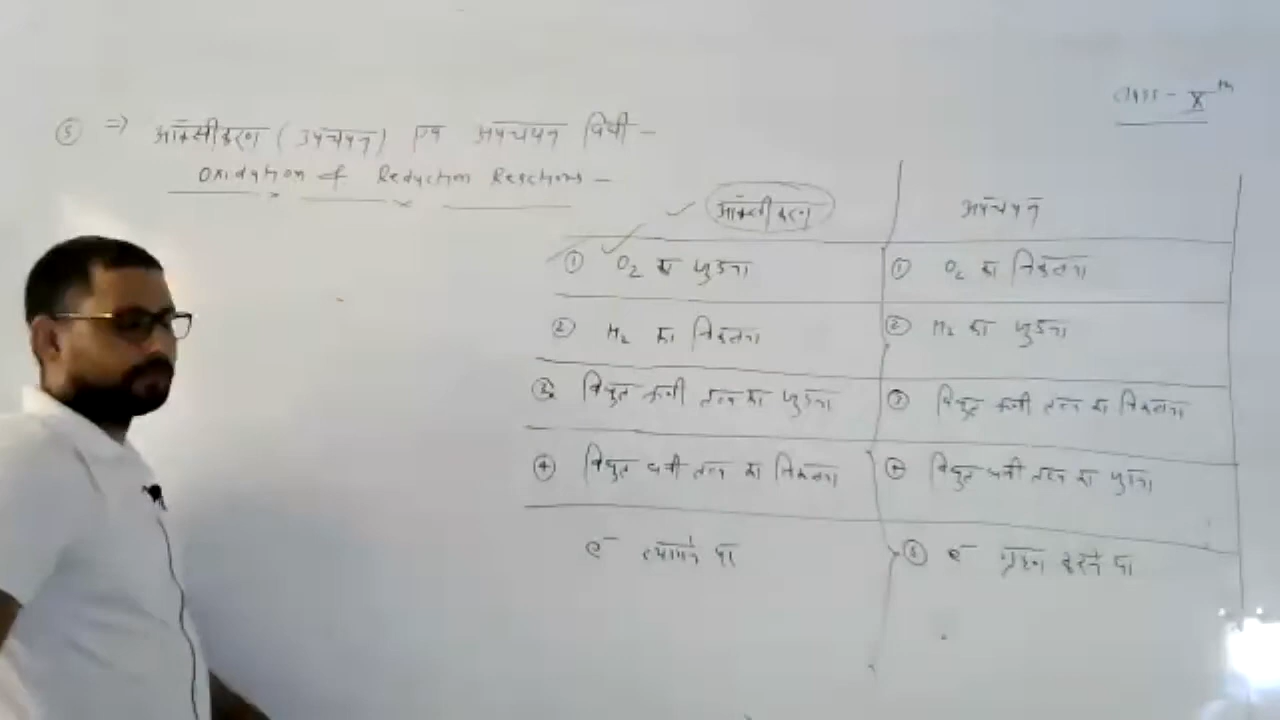 CLASS - Xth
⑤ ⇒ ऑक्सीकरण (उपचयन) एवं अपचयन विधी -
Oxidation & Reduction Reactions -
ऑक्सीकरण अपचयन
① O2 का जुड़ना ① O2 का निकलना
② H2 का निकलना ② H2 का जुड़ना
③ विधुत ऋणी तत्व का जुड़ना ③ विधुत ऋणी तत्व का निकलना
④ विधुत धनी तत्व का निकलना ④ विधुत धनी तत्व का जुड़ना
e- त्यागने पर ⑤ e- ग्रहण करने पर